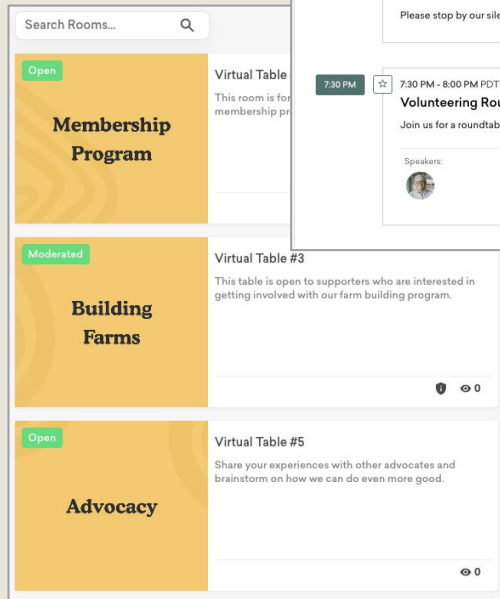 Search Rooms...
Open
Membership
Program
Virtual Table
This room is for
membership pr
Please stop by our sile
7:30 PM
7:30 PM - 8:00 PM PDT
Volunteering Rou
Join us for a roundtab
Speakers:
Moderated
Building
Farms
Virtual Table #3
This table is open to supporters who are interested in
getting involved with our farm building program.
0
Open
Advocacy
Virtual Table #5
Share your experiences with other advocates and
brainstorm on how we can do even more good.
0